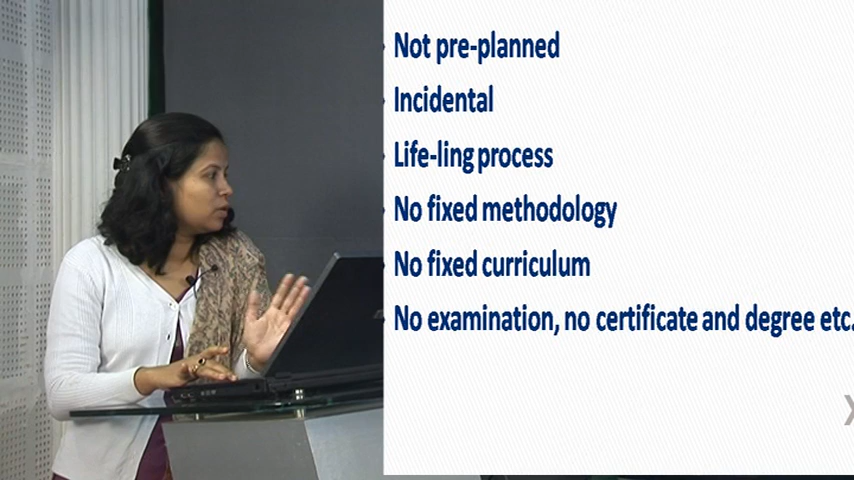 Not pre-planned
Incidental
Life-ling process
No fixed methodology
No fixed curriculum
No examination, no certificate and degree etc.